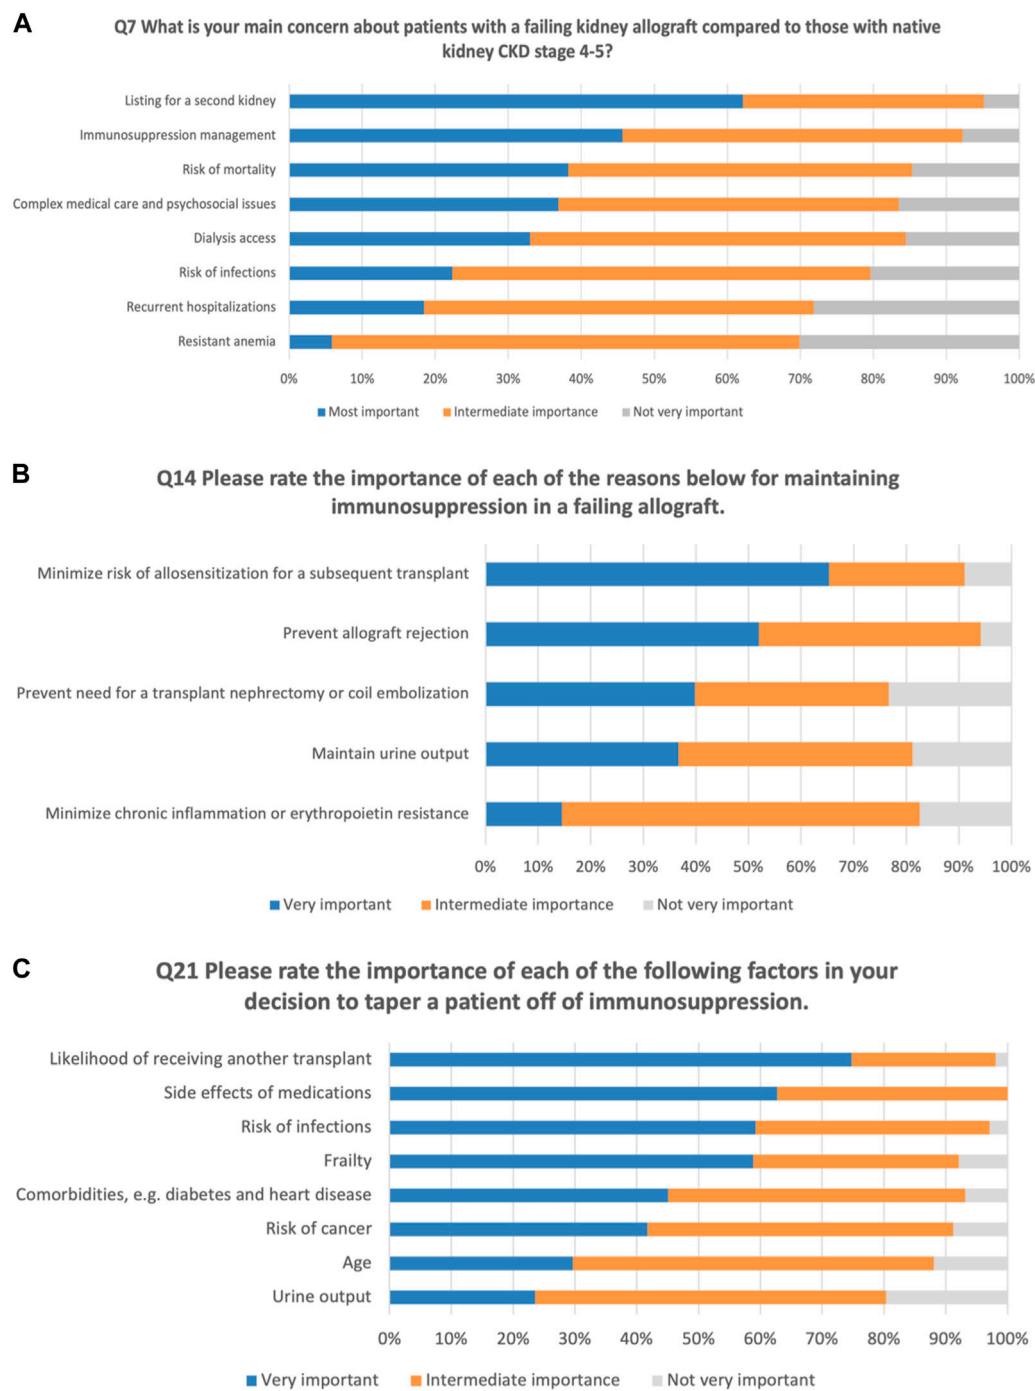 A
Q7 What is your main concern about patients with a failing kidney allograft compared to those with native
kidney CKD stage 4-5?
Listing for a second kidney
Immunosuppression management
Risk of mortality
Complex medical care and psychosocial issues
Dialysis access
Risk of infections
Recurrent hospitalizations
Resistant anemia
0% 10% 20% 30% 40% 50% 60% 70% 80% 90% 100%
Most important Intermediate importance Not very important
B
Q14 Please rate the importance of each of the reasons below for maintaining
immunosuppression in a failing allograft.
Minimize risk of allosensitization for a subsequent transplant
Prevent allograft rejection
Prevent need for a transplant nephrectomy or coil embolization
Maintain urine output
Minimize chronic inflammation or erythropoietin resistance
0% 10% 20% 30% 40% 50% 60% 70% 80% 90% 100%
Very important Intermediate importance Not very important
C
Q21 Please rate the importance of each of the following factors in your
decision to taper a patient off of immunosuppression.
Likelihood of receiving another transplant
Side effects of medications
Risk of infections
Frailty
Comorbidities, e.g. diabetes and heart disease
Risk of cancer
Age
Urine output
0% 10% 20% 30% 40% 50% 60% 70% 80% 90% 100%
Very important Intermediate importance Not very important